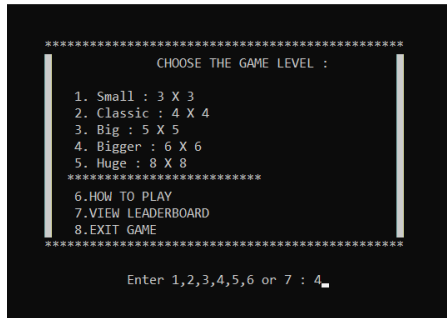 ************************************************
CHOOSE THE GAME LEVEL :
1. Small : 3 X 3
2. Classic : 4 X 4
3. Big : 5 X 5
4. Bigger : 6 X 6
5. Huge : 8 X 8
**************************
6.HOW TO PLAY
7.VIEW LEADERBOARD
8.EXIT GAME
************************************************
Enter 1,2,3,4,5,6 or 7 : 4